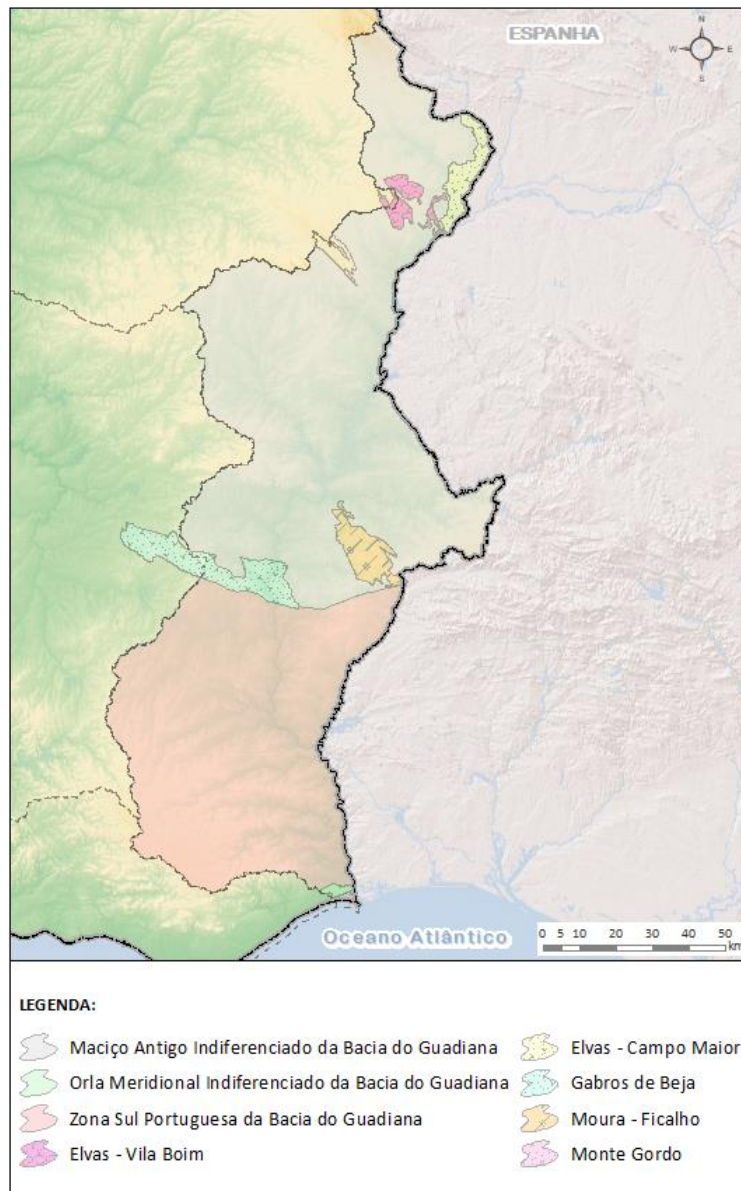 ESPANHA
N
W
E
S
Oceano Atlântico
0 5 10 20 30 40 50
km
LEGENDA:
Maciço Antigo Indiferenciado da Bacia do Guadiana
Orla Meridional Indiferenciado da Bacia do Guadiana
Zona Sul Portuguesa da Bacia do Guadiana
Elvas - Vila Boim
Elvas - Campo Maior
Gabros de Beja
Moura - Ficalho
Monte Gordo